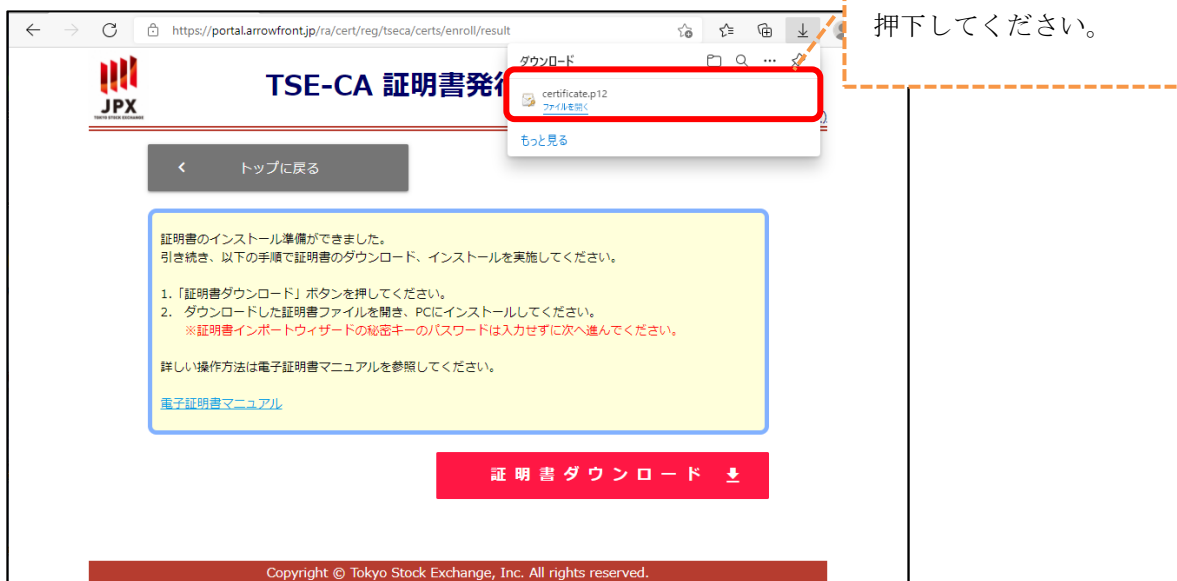 押下してください。
https://portal.arrowfront.jp/ra/cert/reg/tseca/certs/enroll/result
ダウンロード
certificate.p12
ファイルを開く
もっと見る
JPX
TOKYO STOCK EXCHANGE
TSE-CA 証明書発行
トップに戻る
証明書のインストール準備ができました。
引き続き、以下の手順で証明書のダウンロード、インストールを実施してください。
1.「証明書ダウンロード」ボタンを押してください。
2. ダウンロードした証明書ファイルを開き、PCにインストールしてください。
※証明書インポートウィザードの秘密キーのパスワードは入力せずに次へ進んでください。
詳しい操作方法は電子証明書マニュアルを参照してください。
電子証明書マニュアル
証明書ダウンロード
Copyright © Tokyo Stock Exchange, Inc. All rights reserved.